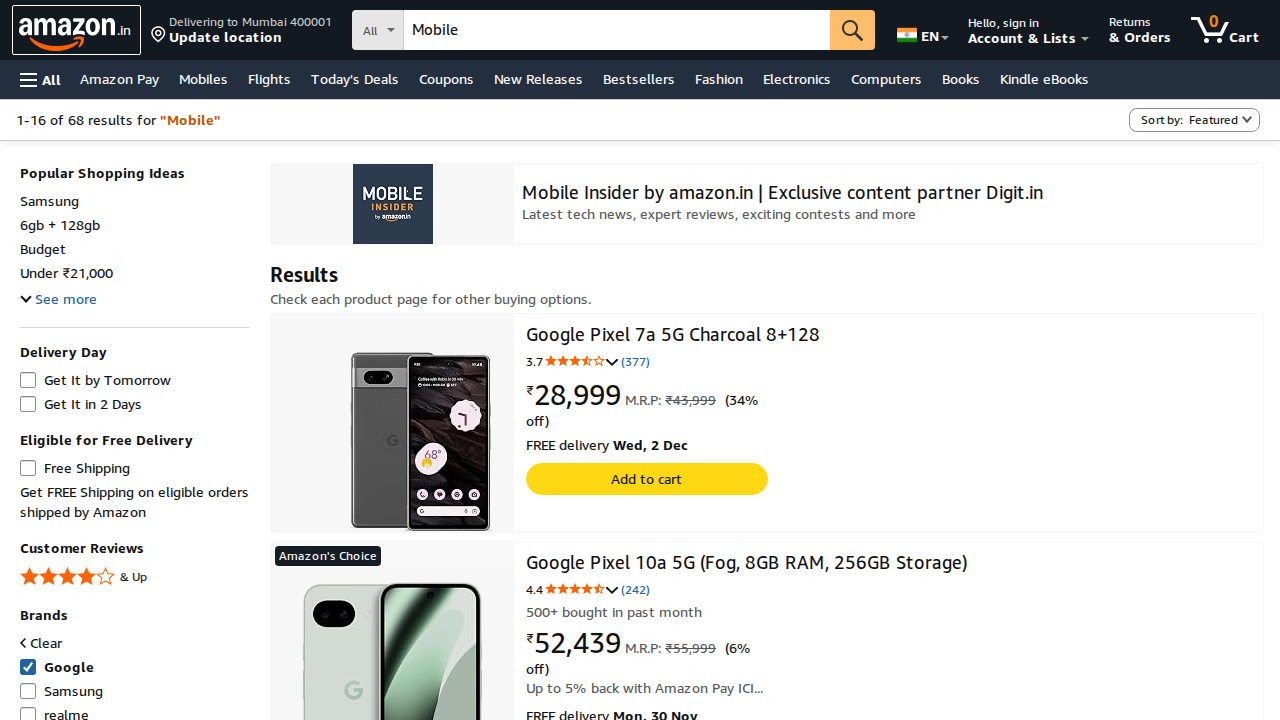 amazon.in
Delivering to Mumbai 400001
Update location
All
Mobile
EN
Hello, sign in
Account & Lists
Returns
& Orders
0
Cart
All
Amazon Pay
Mobiles
Flights
Today's Deals
Coupons
New Releases
Bestsellers
Fashion
Electronics
Computers
Books
Kindle eBooks
1-16 of 68 results for "Mobile"
Sort by: Featured
Popular Shopping Ideas
Samsung
6gb + 128gb
Budget
Under ₹21,000
See more
Delivery Day
Get It by Tomorrow
Get It in 2 Days
Eligible for Free Delivery
Free Shipping
Get FREE Shipping on eligible orders
shipped by Amazon
Customer Reviews
& Up
Brands
Clear
Google
Samsung
realme
MOBILE
INSIDER
by amazon.in
Mobile Insider by amazon.in | Exclusive content partner Digit.in
Latest tech news, expert reviews, exciting contests and more
Results
Check each product page for other buying options.
68°
G
Google Pixel 7a 5G Charcoal 8+128
3.7 (377)
₹28,999 M.R.P: ₹43,999 (34%
off)
FREE delivery Wed, 2 Dec
Add to cart
Amazon's Choice
G
Google Pixel 10a 5G (Fog, 8GB RAM, 256GB Storage)
4.4 (242)
500+ bought in past month
₹52,439 M.R.P: ₹55,999 (6%
off)
Up to 5% back with Amazon Pay ICI…
FREE delivery Mon, 30 Nov